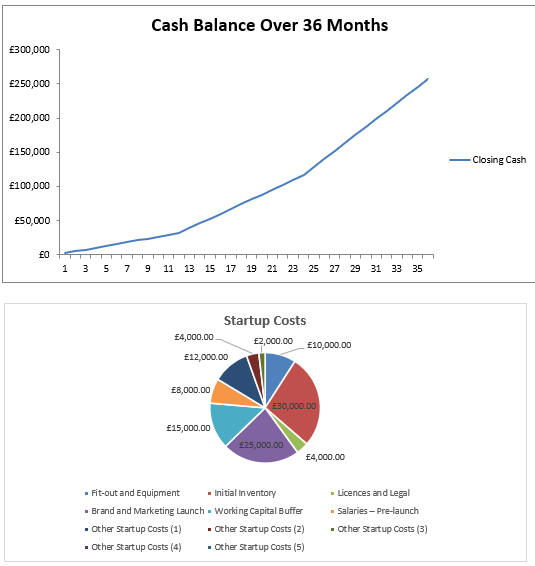 Cash Balance Over 36 Months
£300,000
£250,000
£200,000
£150,000
£100,000
£50,000
£0
Closing Cash
1 3 5 7 9 11 13 15 17 19 21 23 25 27 29 31 33 35
Startup Costs
£4,000.00
£2,000.00
£10,000.00
£12,000.00
£8,000.00
£30,000.00
£15,000.00
£25,000.00
£4,000.00
Fit-out and Equipment Initial Inventory Licences and Legal
Brand and Marketing Launch Working Capital Buffer Salaries – Pre-launch
Other Startup Costs (1) Other Startup Costs (2) Other Startup Costs (3)
Other Startup Costs (4) Other Startup Costs (5)